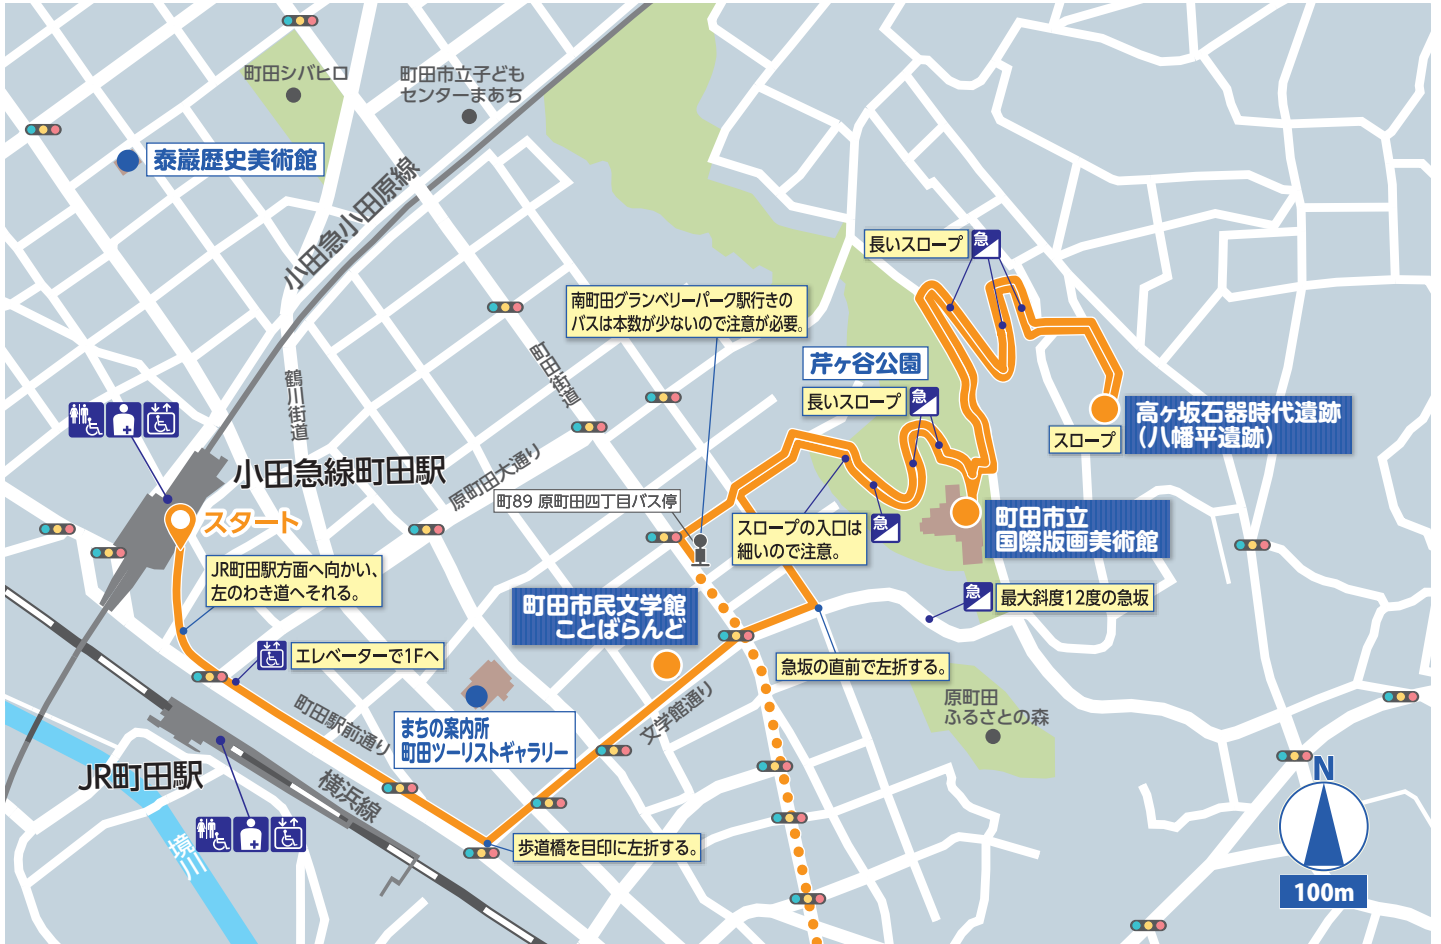 町田シバヒロ
町田市立子ども
センターまあち
泰巖歴史美術館
小田急小田原線
長いスロープ
急
南町田グランベリーパーク駅行きの
バスは本数が少ないので注意が必要。
町田街道
芹ヶ谷公園
長いスロープ
急
鶴川街道
高ヶ坂石器時代遺跡
(八幡平遺跡)
スロープ
小田急線町田駅
原町田大通り
町89 原町田四丁目バス停
スタート
スロープの入口は
細いので注意。
急
町田市立
国際版画美術館
JR町田駅方面へ向かい、
左のわき道へそれる。
町田市民文学館
ことばらんど
急
最大斜度12度の急坂
エレベーターで1Fへ
急坂の直前で左折する。
町田駅前通り
まちの案内所
町田ツーリストギャラリー
文学館通り
原町田
ふるさとの森
JR町田駅
横浜線
境川
歩道橋を目印に左折する。
N
100m